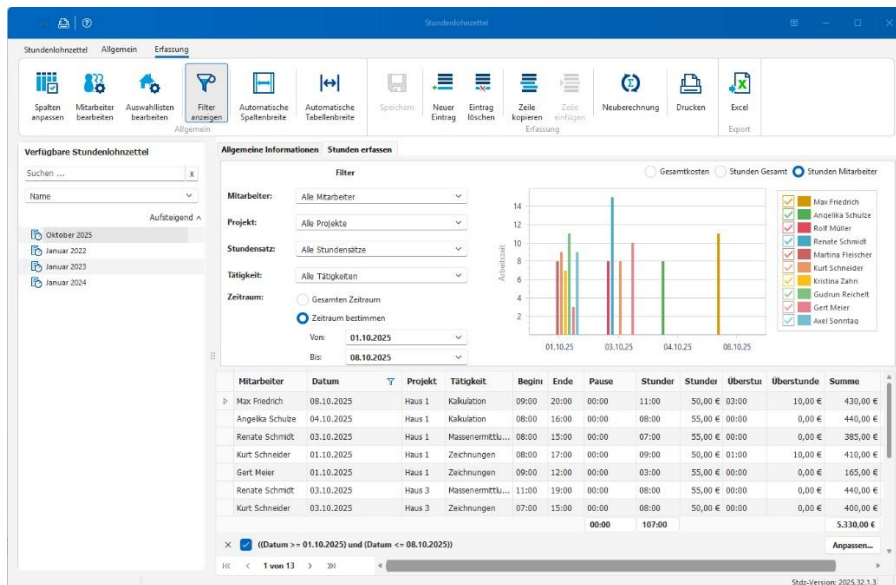 Stundenlohnzettel
Stundenlohnzettel Allgemein Erfassung
Spalten anpassen
Mitarbeiter bearbeiten
Auswahllisten bearbeiten
Filter anzeigen
Automatische Spaltenbreite
Automatische Tabellenbreite
Speichern
Neuer Eintrag
Eintrag löschen
Zeile kopieren
Zeile einfügen
Neuberechnung
Drucken
Excel
Allgemein Erfassung Export
Verfügbare Stundenlohnzettel
Suchen ... x
Name
Aufsteigend
Oktober 2025
Januar 2022
Januar 2023
Januar 2024
Allgemeine Informationen Stunden erfassen
Filter
Mitarbeiter: Alle Mitarbeiter
Projekt: Alle Projekte
Stundensatz: Alle Stundensätze
Tätigkeit: Alle Tätigkeiten
Zeitraum: Gesamten Zeitraum
Zeitraum bestimmen
Von: 01.10.2025
Bis: 08.10.2025
Gesamtkosten Stunden Gesamt Stunden Mitarbeiter
Arbeitszeit
14
12
10
8
6
4
2
01.10.25 03.10.25 04.10.25 08.10.25
Max Friedrich
Angelika Schulze
Rolf Müller
Renate Schmidt
Martina Fleischer
Kurt Schneider
Kristina Zahn
Gudrun Reichelt
Gert Meier
Axel Sonntag
Mitarbeiter Datum Projekt Tätigkeit Beginn Ende Pause Stunder Stunder Überstur Überstunde Summe
Max Friedrich 08.10.2025 Haus 1 Kalkulation 09:00 20:00 00:00 11:00 50,00 € 03:00 10,00 € 430,00 €
Angelika Schulze 04.10.2025 Haus 1 Kalkulation 08:00 16:00 00:00 08:00 55,00 € 00:00 0,00 € 440,00 €
Renate Schmidt 03.10.2025 Haus 1 Massenermittlu... 08:00 15:00 00:00 07:00 55,00 € 00:00 0,00 € 385,00 €
Kurt Schneider 01.10.2025 Haus 1 Zeichnungen 08:00 17:00 00:00 09:00 50,00 € 01:00 10,00 € 410,00 €
Gert Meier 01.10.2025 Haus 1 Zeichnungen 09:00 12:00 00:00 03:00 55,00 € 00:00 0,00 € 165,00 €
Renate Schmidt 03.10.2025 Haus 3 Massenermittlu... 11:00 19:00 00:00 08:00 55,00 € 00:00 0,00 € 440,00 €
Kurt Schneider 03.10.2025 Haus 3 Zeichnungen 07:00 15:00 00:00 08:00 50,00 € 00:00 0,00 € 400,00 €
00:00 107:00 5.330,00 €
((Datum >= 01.10.2025) und (Datum <= 08.10.2025)) Anpassen...
1 von 13
Stdz-Version: 2025.32.1.3